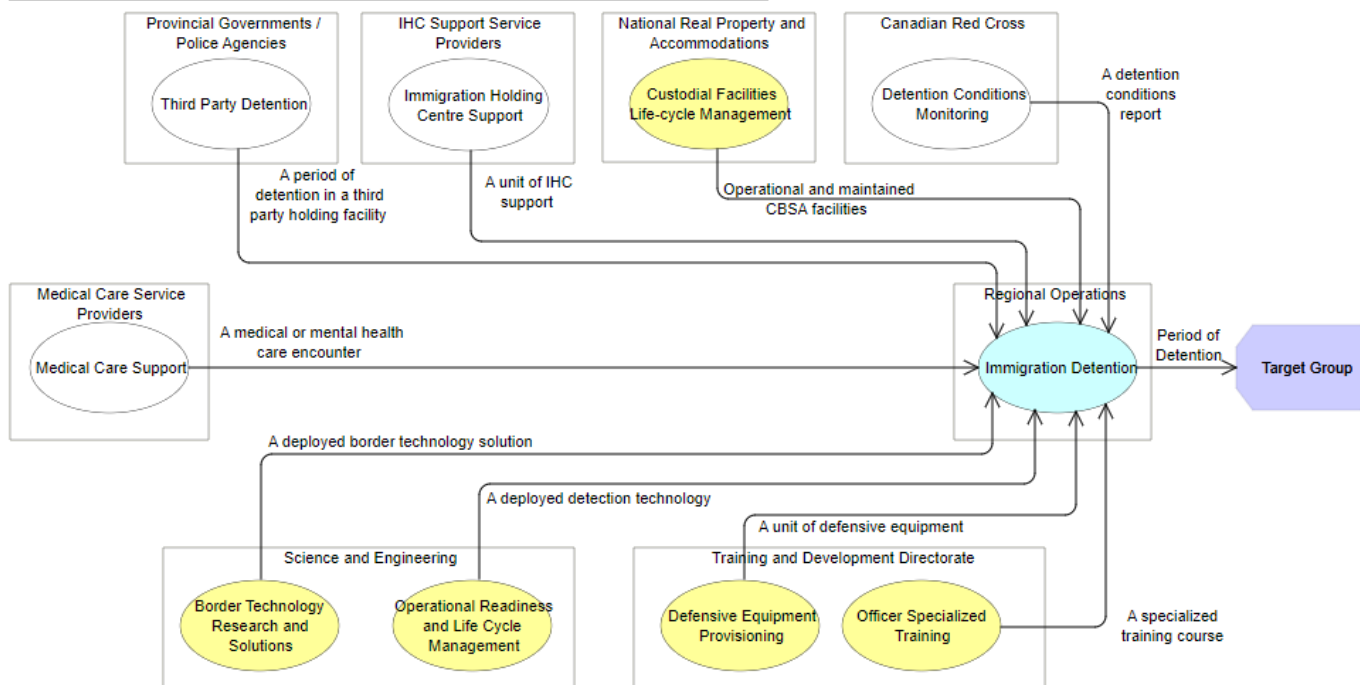 Provincial Governments /
Police Agencies
Third Party Detention
IHC Support Service
Providers
Immigration Holding
Centre Support
National Real Property and
Accommodations
Custodial Facilities
Life-cycle Management
Canadian Red Cross
Detention Conditions
Monitoring
A detention
conditions
report
A period of
detention in a third
party holding facility
A unit of IHC
support
Operational and maintained
CBSA facilities
Medical Care Service
Providers
Medical Care Support
A medical or mental health
care encounter
Regional Operations
Immigration Detention
Period of
Detention
Target Group
A deployed border technology solution
A deployed detection technology
A unit of defensive equipment
Science and Engineering
Border Technology
Research and
Solutions
Operational Readiness
and Life Cycle
Management
Training and Development Directorate
Defensive Equipment
Provisioning
Officer Specialized
Training
A specialized
training course